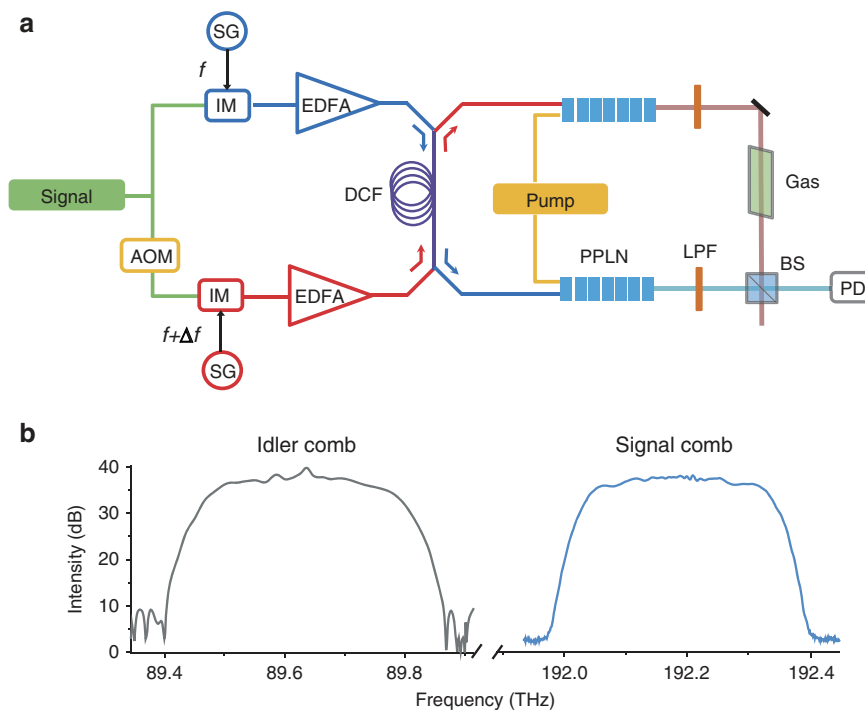 a
SG
f
IM
EDFA
DCF
Signal
Pump
Gas
AOM
PPLN
LPF
BS
IM
EDFA
PD
f+Δf
SG
b
Idler comb
Signal comb
Intensity (dB)
40
30
20
10
0
89.4
89.6
89.8
192.0
192.2
192.4
Frequency (THz)